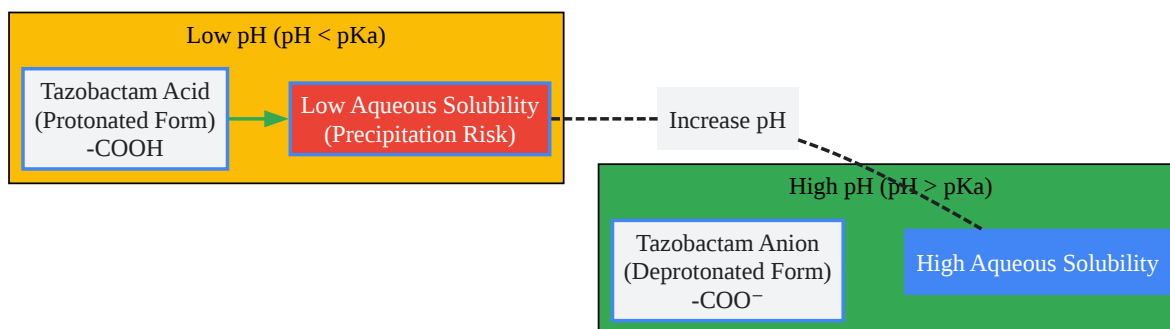 Low pH (pH < pKa)
Tazobactam Acid
(Protonated Form)
-COOH
Low Aqueous Solubility
(Precipitation Risk)
Increase pH
High pH (pH > pKa)
Tazobactam Anion
(Deprotonated Form)
-COO⁻
High Aqueous Solubility